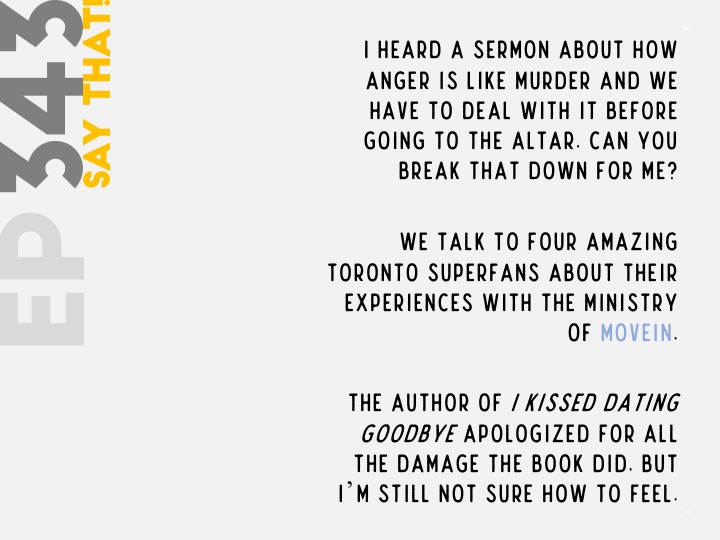 EP 343
SAY THAT!
I HEARD A SERMON ABOUT HOW
ANGER IS LIKE MURDER AND WE
HAVE TO DEAL WITH IT BEFORE
GOING TO THE ALTAR. CAN YOU
BREAK THAT DOWN FOR ME?
WE TALK TO FOUR AMAZING
TORONTO SUPERFANS ABOUT THEIR
EXPERIENCES WITH THE MINISTRY
OF MOVEIN.
THE AUTHOR OF I KISSED DATING
GOODBYE APOLOGIZED FOR ALL
THE DAMAGE THE BOOK DID, BUT
I'M STILL NOT SURE HOW TO FEEL.